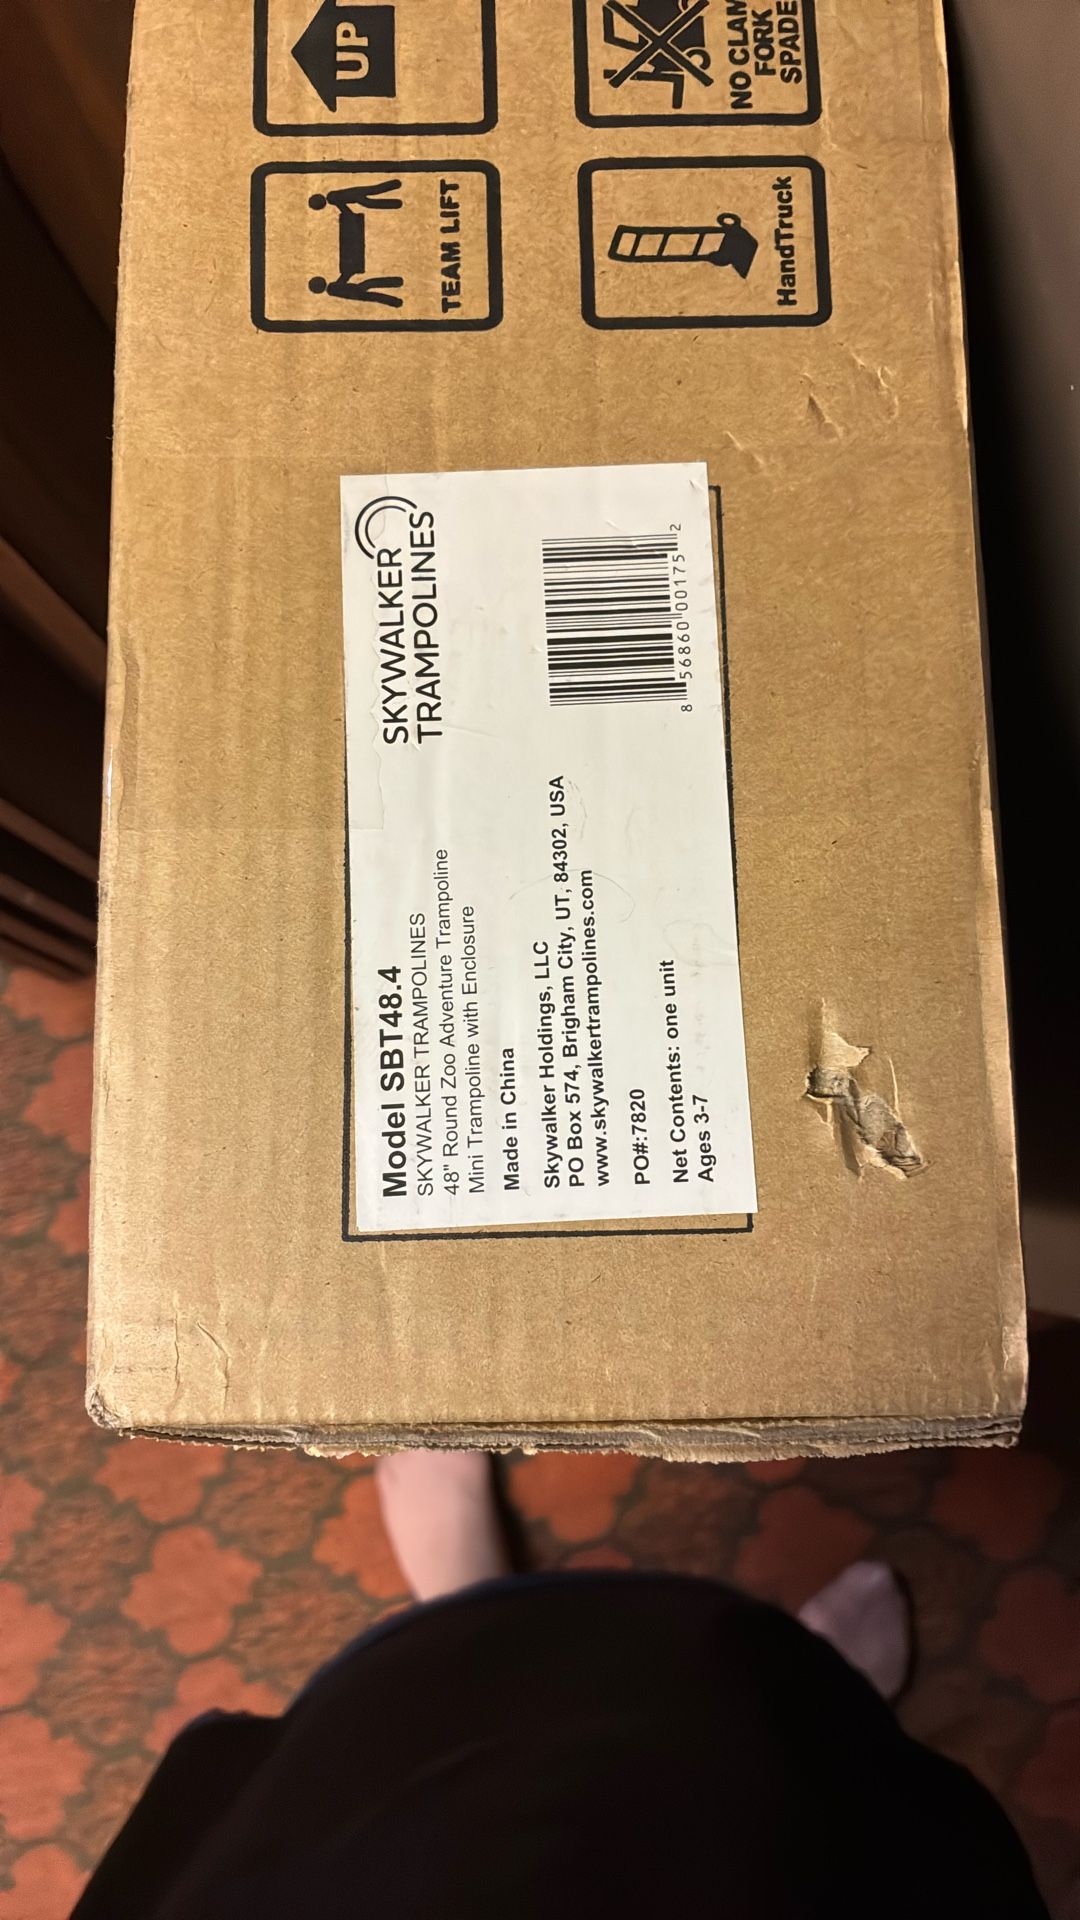 UP
NO CLAM
FORK
SPADE
TEAM LIFT
HandTruck
SKYWALKER
TRAMPOLINES
Model SBT48.4
SKYWALKER TRAMPOLINES
48" Round Zoo Adventure Trampoline
Mini Trampoline with Enclosure
Made in China
Skywalker Holdings, LLC
PO Box 574, Brigham City, UT, 84302, USA
www.skywalkertrampolines.com
PO#:7820
Net Contents: one unit
Ages 3-7
8 56860 00175 2